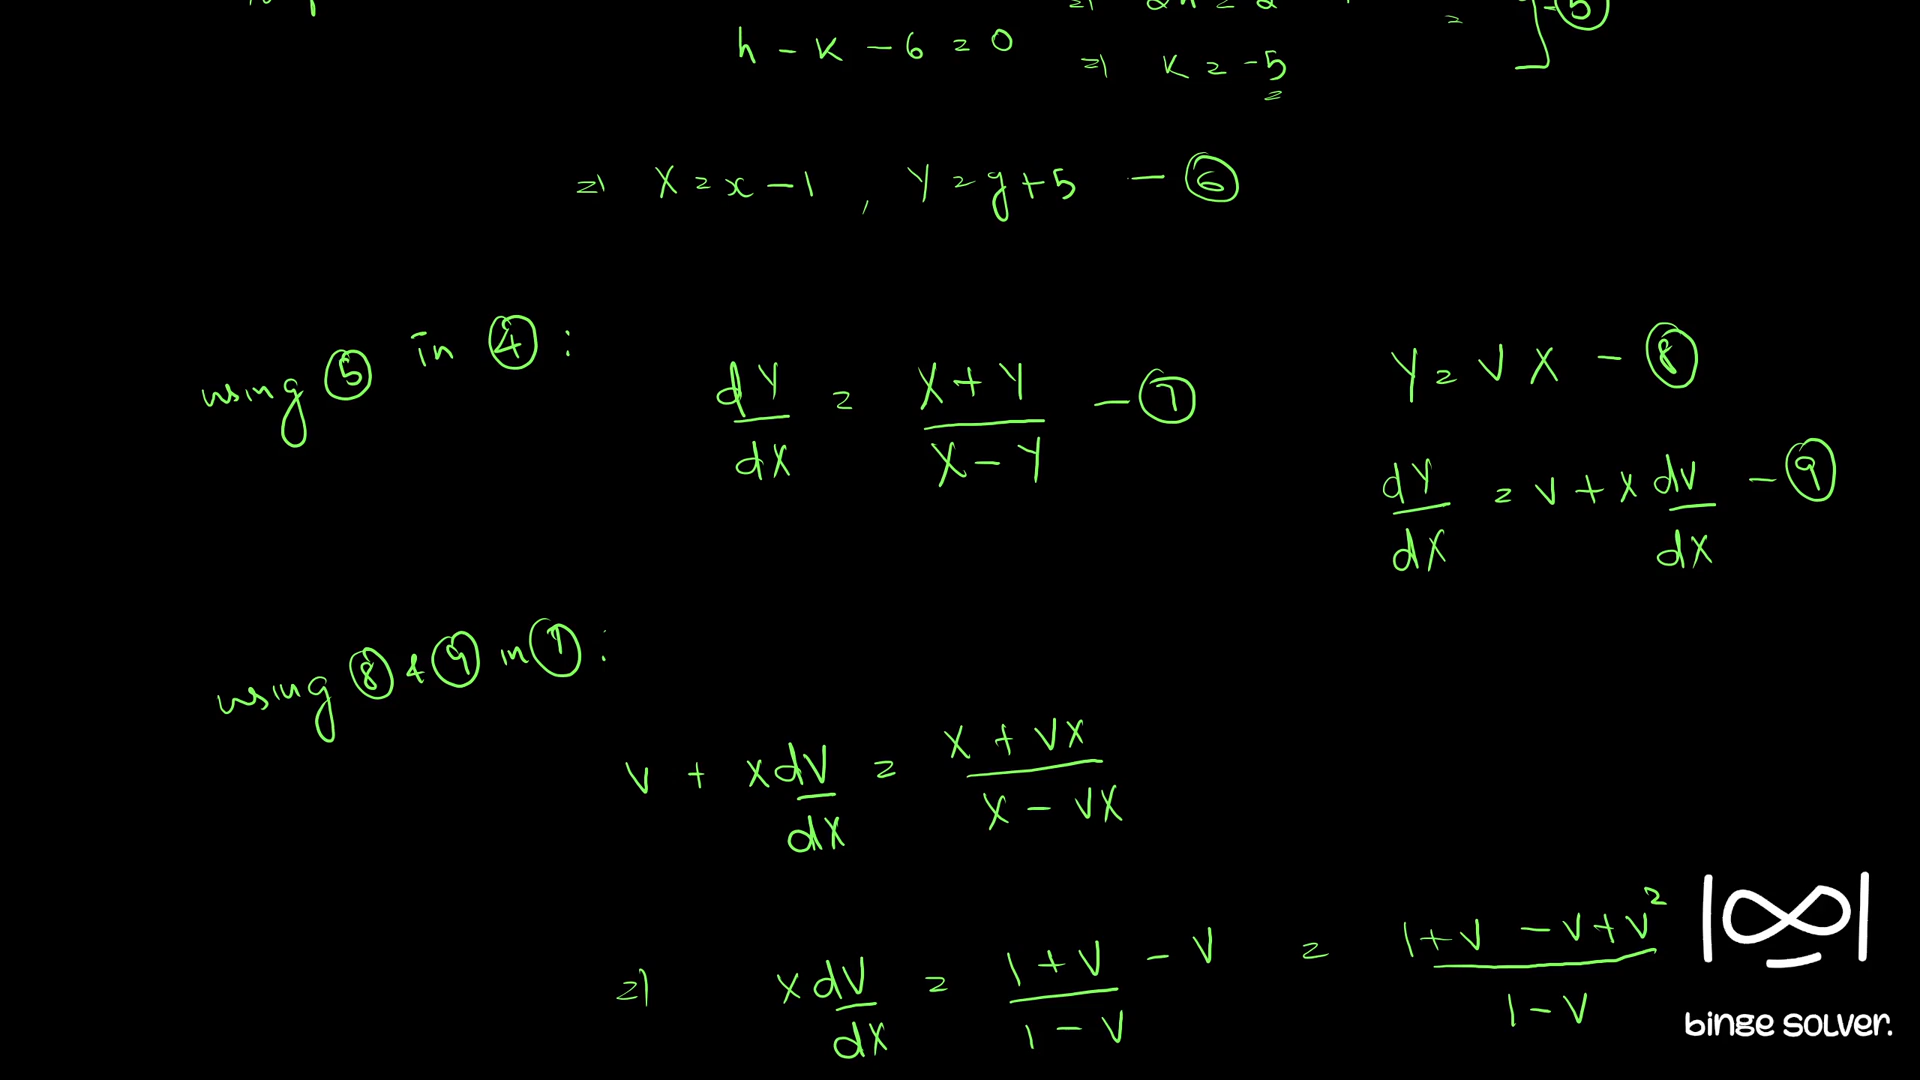 h - k - 6 = 0
=> k = -5
=> X = x - 1 , Y = y + 5 - ⑥
using ⑤ in ④ :
dY/dX = X + Y / X - Y - ⑦
Y = V X - ⑧
dY/dX = V + X dV/dX - ⑨
using ⑧ & ⑨ in ⑦ :
V + X dV/dX = X + VX / X - VX
=> X dV/dX = 1 + V / 1 - V - V = 1 + V - V + V² / 1 - V
binge solver.